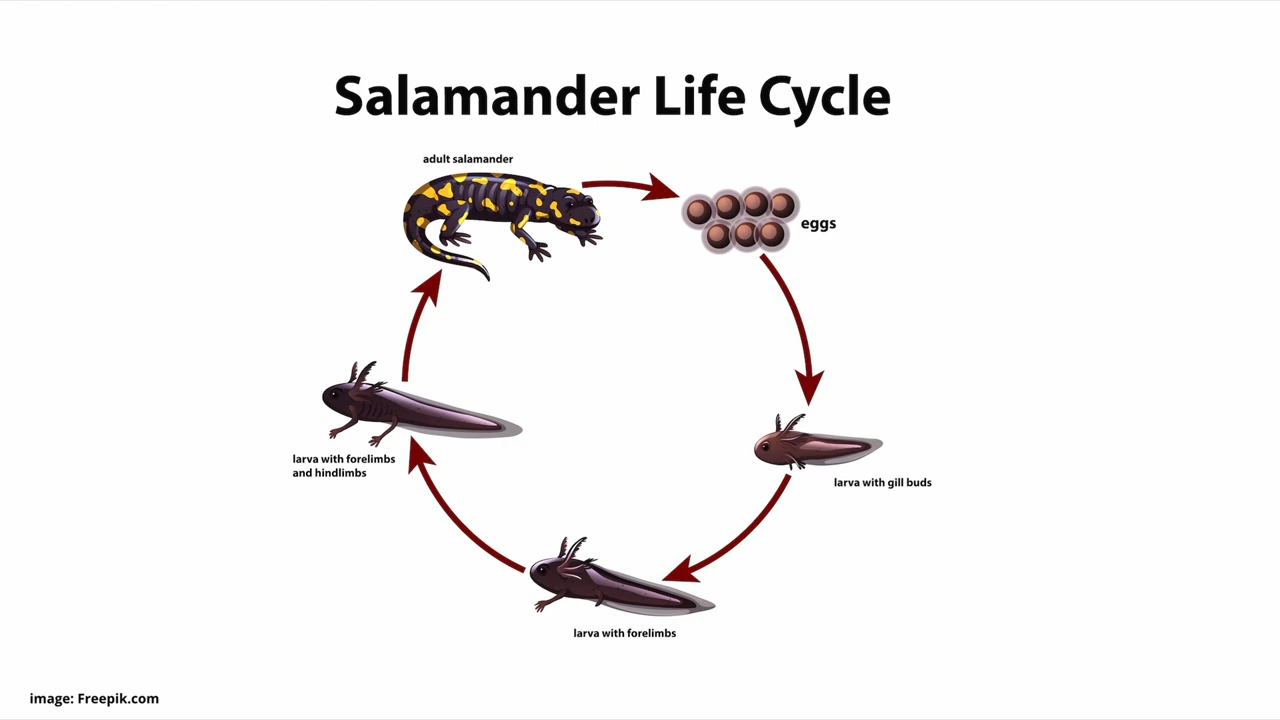 Salamander Life Cycle
adult salamander
eggs
larva with gill buds
larva with forelimbs
larva with forelimbs
and hindlimbs
image: Freepik.com